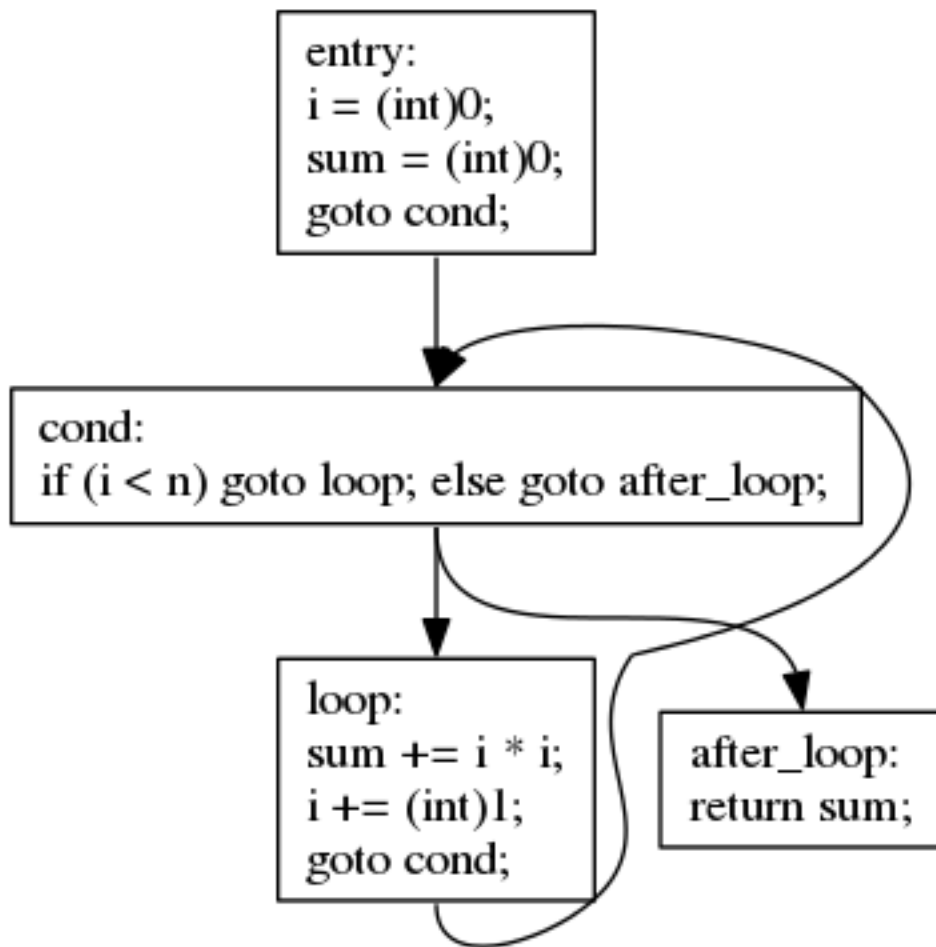 entry:
i = (int)0;
sum = (int)0;
goto cond;
cond:
if (i < n) goto loop; else goto after_loop;
loop:
sum += i * i;
i += (int)1;
goto cond;
after_loop:
return sum;